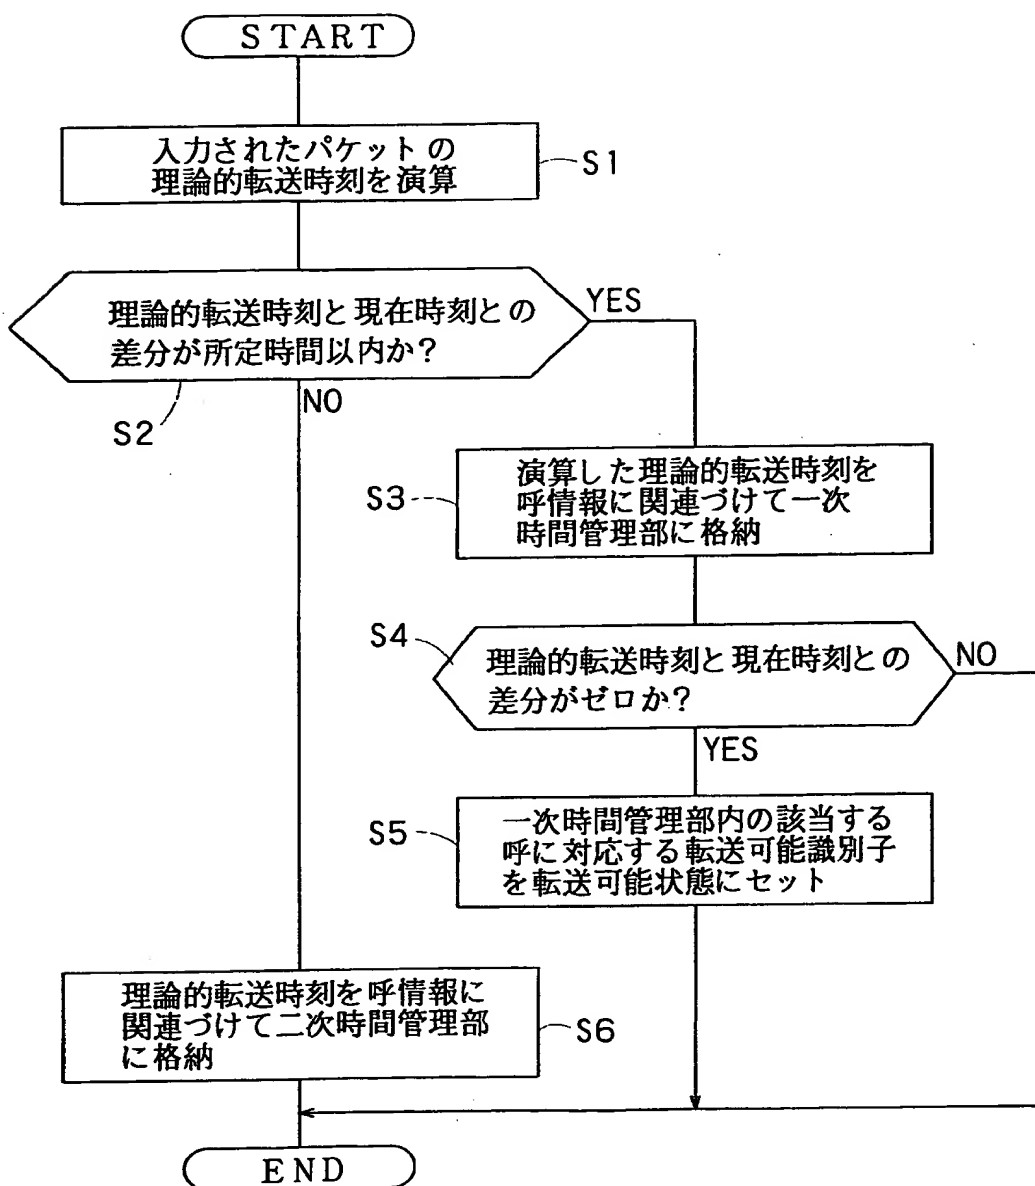 START
入力されたパケットの
理論的転送時刻を演算
S1
理論的転送時刻と現在時刻との
差分が所定時間以内か?
YES
NO
S2
S3
演算した理論的転送時刻を
呼情報に関連づけて一次
時間管理部に格納
S4
理論的転送時刻と現在時刻との
差分がゼロか?
NO
YES
S5
一次時間管理部内の該当する
呼に対応する転送可能識別子
を転送可能状態にセット
理論的転送時刻を呼情報に
関連づけて二次時間管理部
に格納
S6
END